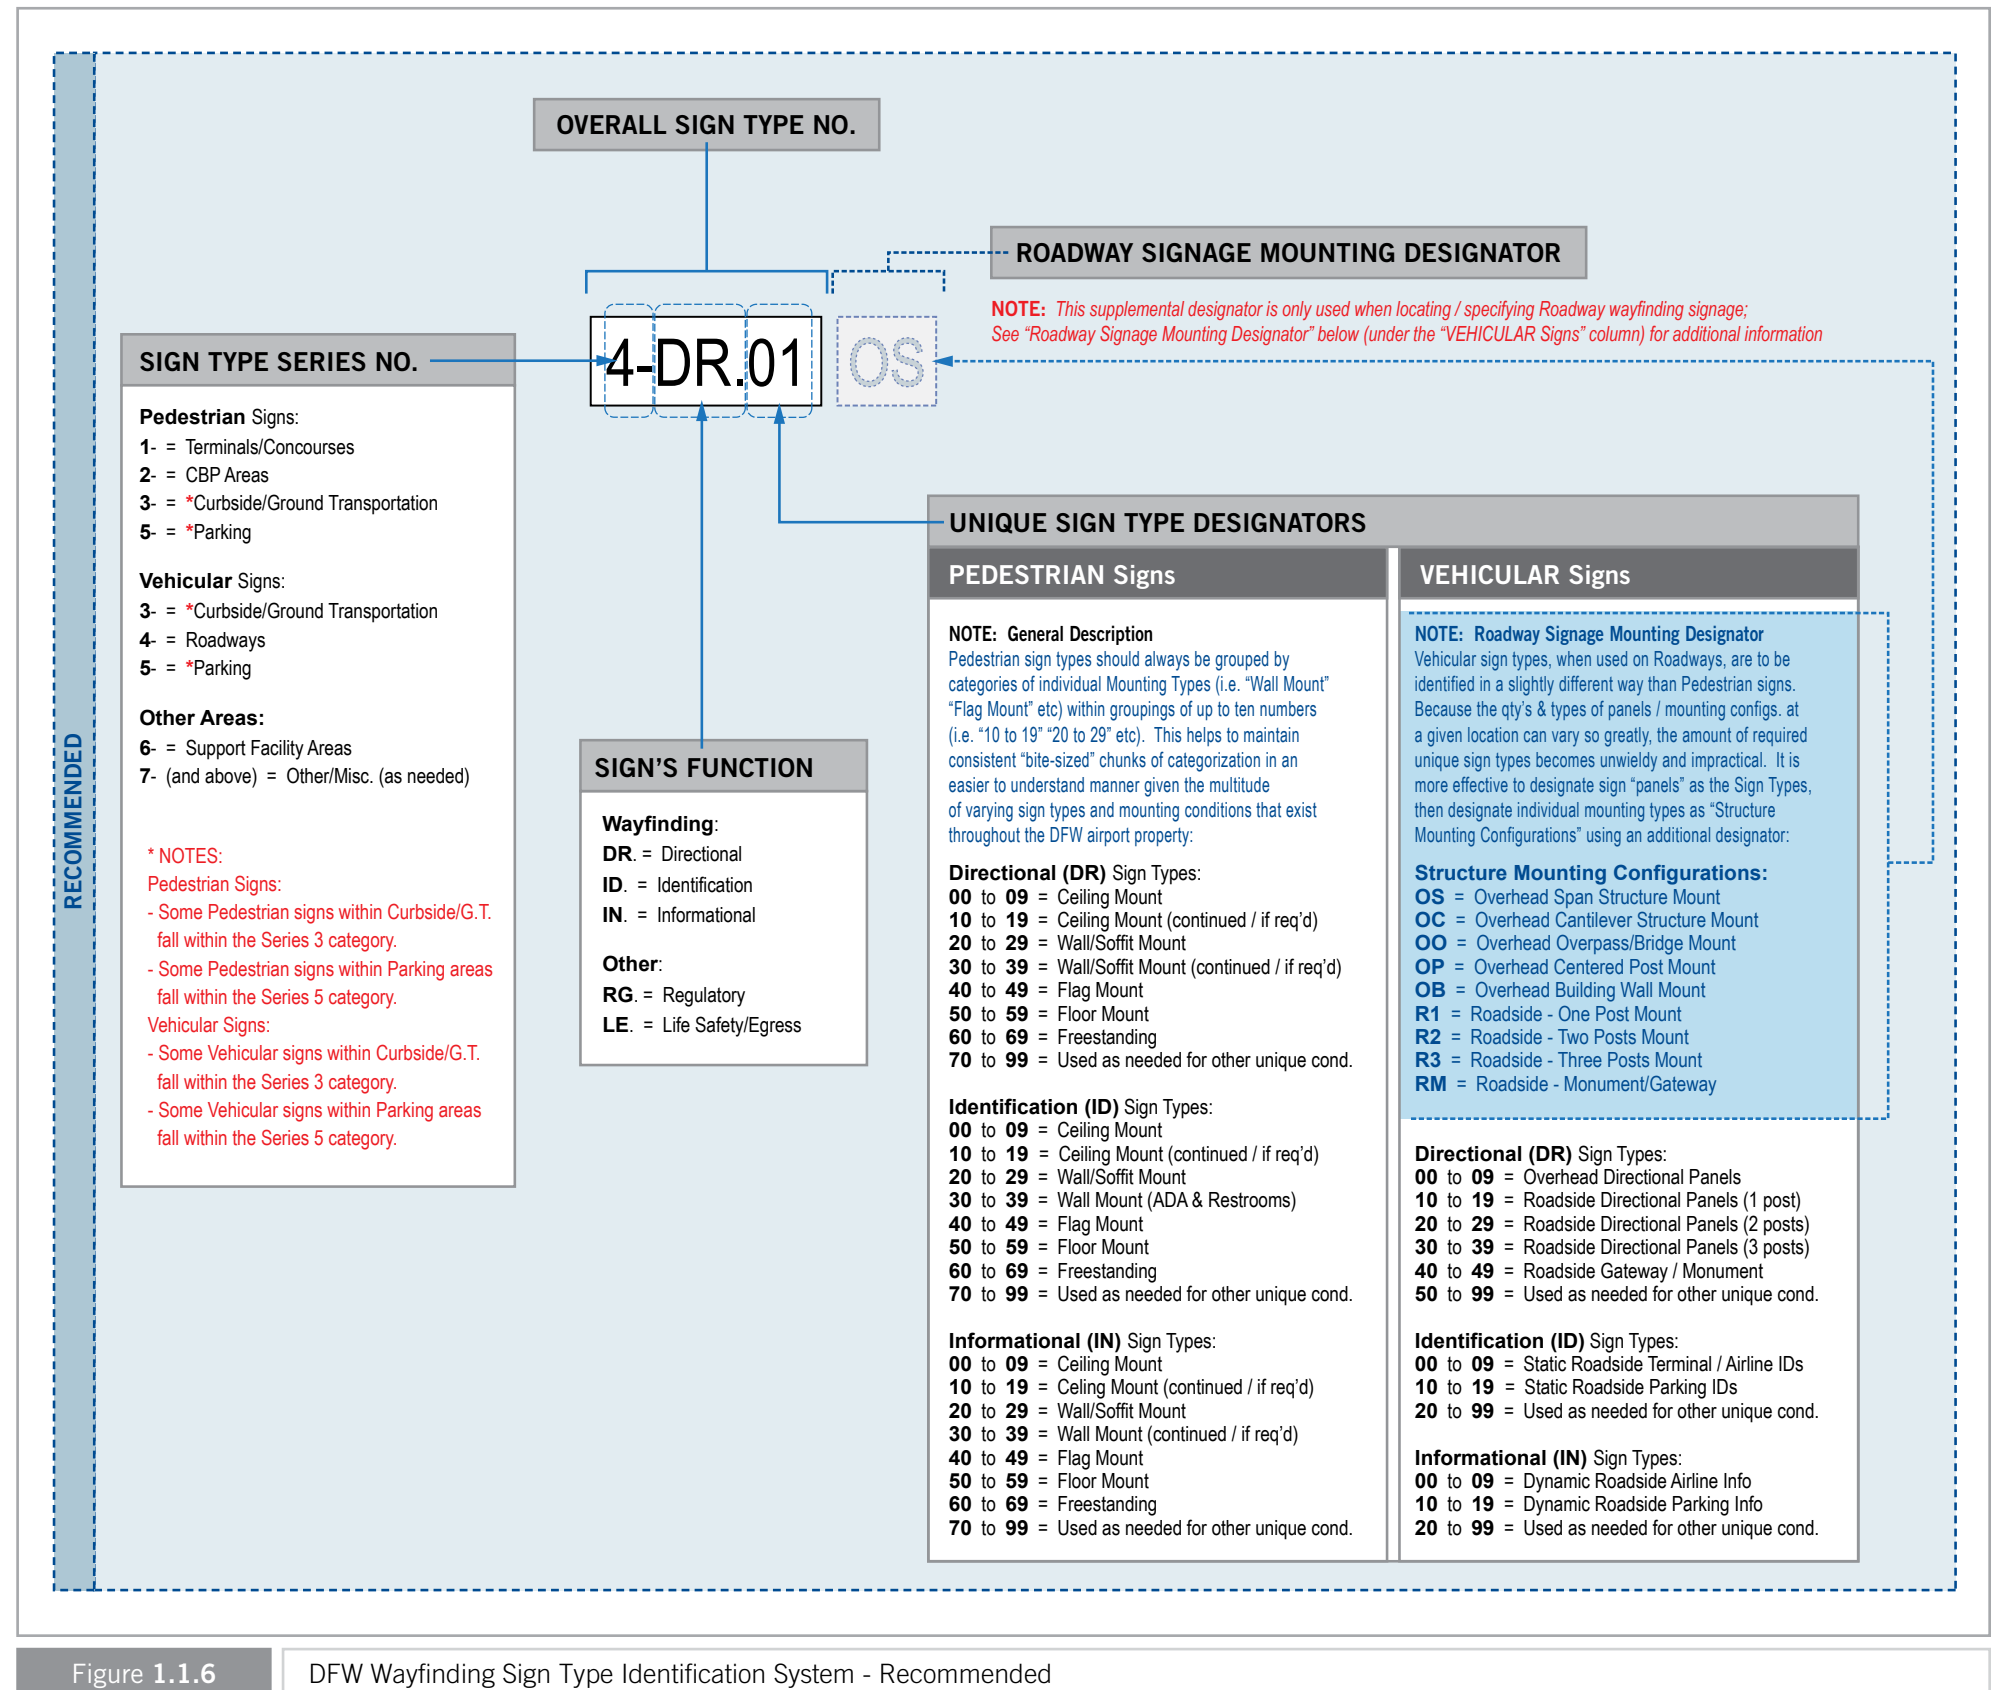 OVERALL SIGN TYPE NO.
ROADWAY SIGNAGE MOUNTING DESIGNATOR
NOTE: This supplemental designator is only used when locating / specifying Roadway wayfinding signage;
See “Roadway Signage Mounting Designator” below (under the “VEHICULAR Signs” column) for additional information
4-DR.01
OS
RECOMMENDED
SIGN TYPE SERIES NO.
Pedestrian Signs:
1- = Terminals/Concourses
2- = CBP Areas
3- = *Curbside/Ground Transportation
5- = *Parking
Vehicular Signs:
3- = *Curbside/Ground Transportation
4- = Roadways
5- = *Parking
Other Areas:
6- = Support Facility Areas
7- (and above) = Other/Misc. (as needed)
* NOTES:
Pedestrian Signs:
- Some Pedestrian signs within Curbside/G.T.
fall within the Series 3 category.
- Some Pedestrian signs within Parking areas
fall within the Series 5 category.
Vehicular Signs:
- Some Vehicular signs within Curbside/G.T.
fall within the Series 3 category.
- Some Vehicular signs within Parking areas
fall within the Series 5 category.
SIGN’S FUNCTION
Wayfinding:
DR. = Directional
ID. = Identification
IN. = Informational
Other:
RG. = Regulatory
LE. = Life Safety/Egress
UNIQUE SIGN TYPE DESIGNATORS
PEDESTRIAN Signs
NOTE: General Description
Pedestrian sign types should always be grouped by
categories of individual Mounting Types (i.e. “Wall Mount”
“Flag Mount” etc) within groupings of up to ten numbers
(i.e. “10 to 19” “20 to 29” etc). This helps to maintain
consistent “bite-sized” chunks of categorization in an
easier to understand manner given the multitude
of varying sign types and mounting conditions that exist
throughout the DFW airport property:
Directional (DR) Sign Types:
00 to 09 = Ceiling Mount
10 to 19 = Ceiling Mount (continued / if req’d)
20 to 29 = Wall/Soffit Mount
30 to 39 = Wall/Soffit Mount (continued / if req’d)
40 to 49 = Flag Mount
50 to 59 = Floor Mount
60 to 69 = Freestanding
70 to 99 = Used as needed for other unique cond.
Identification (ID) Sign Types:
00 to 09 = Ceiling Mount
10 to 19 = Ceiling Mount (continued / if req’d)
20 to 29 = Wall/Soffit Mount
30 to 39 = Wall Mount (ADA & Restrooms)
40 to 49 = Flag Mount
50 to 59 = Floor Mount
60 to 69 = Freestanding
70 to 99 = Used as needed for other unique cond.
Informational (IN) Sign Types:
00 to 09 = Ceiling Mount
10 to 19 = Celing Mount (continued / if req’d)
20 to 29 = Wall/Soffit Mount
30 to 39 = Wall Mount (continued / if req’d)
40 to 49 = Flag Mount
50 to 59 = Floor Mount
60 to 69 = Freestanding
70 to 99 = Used as needed for other unique cond.
VEHICULAR Signs
NOTE: Roadway Signage Mounting Designator
Vehicular sign types, when used on Roadways, are to be
identified in a slightly different way than Pedestrian signs.
Because the qty’s & types of panels / mounting configs. at
a given location can vary so greatly, the amount of required
unique sign types becomes unwieldy and impractical. It is
more effective to designate sign “panels” as the Sign Types,
then designate individual mounting types as “Structure
Mounting Configurations” using an additional designator:
Structure Mounting Configurations:
OS = Overhead Span Structure Mount
OC = Overhead Cantilever Structure Mount
OO = Overhead Overpass/Bridge Mount
OP = Overhead Centered Post Mount
OB = Overhead Building Wall Mount
R1 = Roadside - One Post Mount
R2 = Roadside - Two Posts Mount
R3 = Roadside - Three Posts Mount
RM = Roadside - Monument/Gateway
Directional (DR) Sign Types:
00 to 09 = Overhead Directional Panels
10 to 19 = Roadside Directional Panels (1 post)
20 to 29 = Roadside Directional Panels (2 posts)
30 to 39 = Roadside Directional Panels (3 posts)
40 to 49 = Roadside Gateway / Monument
50 to 99 = Used as needed for other unique cond.
Identification (ID) Sign Types:
00 to 09 = Static Roadside Terminal / Airline IDs
10 to 19 = Static Roadside Parking IDs
20 to 99 = Used as needed for other unique cond.
Informational (IN) Sign Types:
00 to 09 = Dynamic Roadside Airline Info
10 to 19 = Dynamic Roadside Parking Info
20 to 99 = Used as needed for other unique cond.
Figure 1.1.6
DFW Wayfinding Sign Type Identification System - Recommended